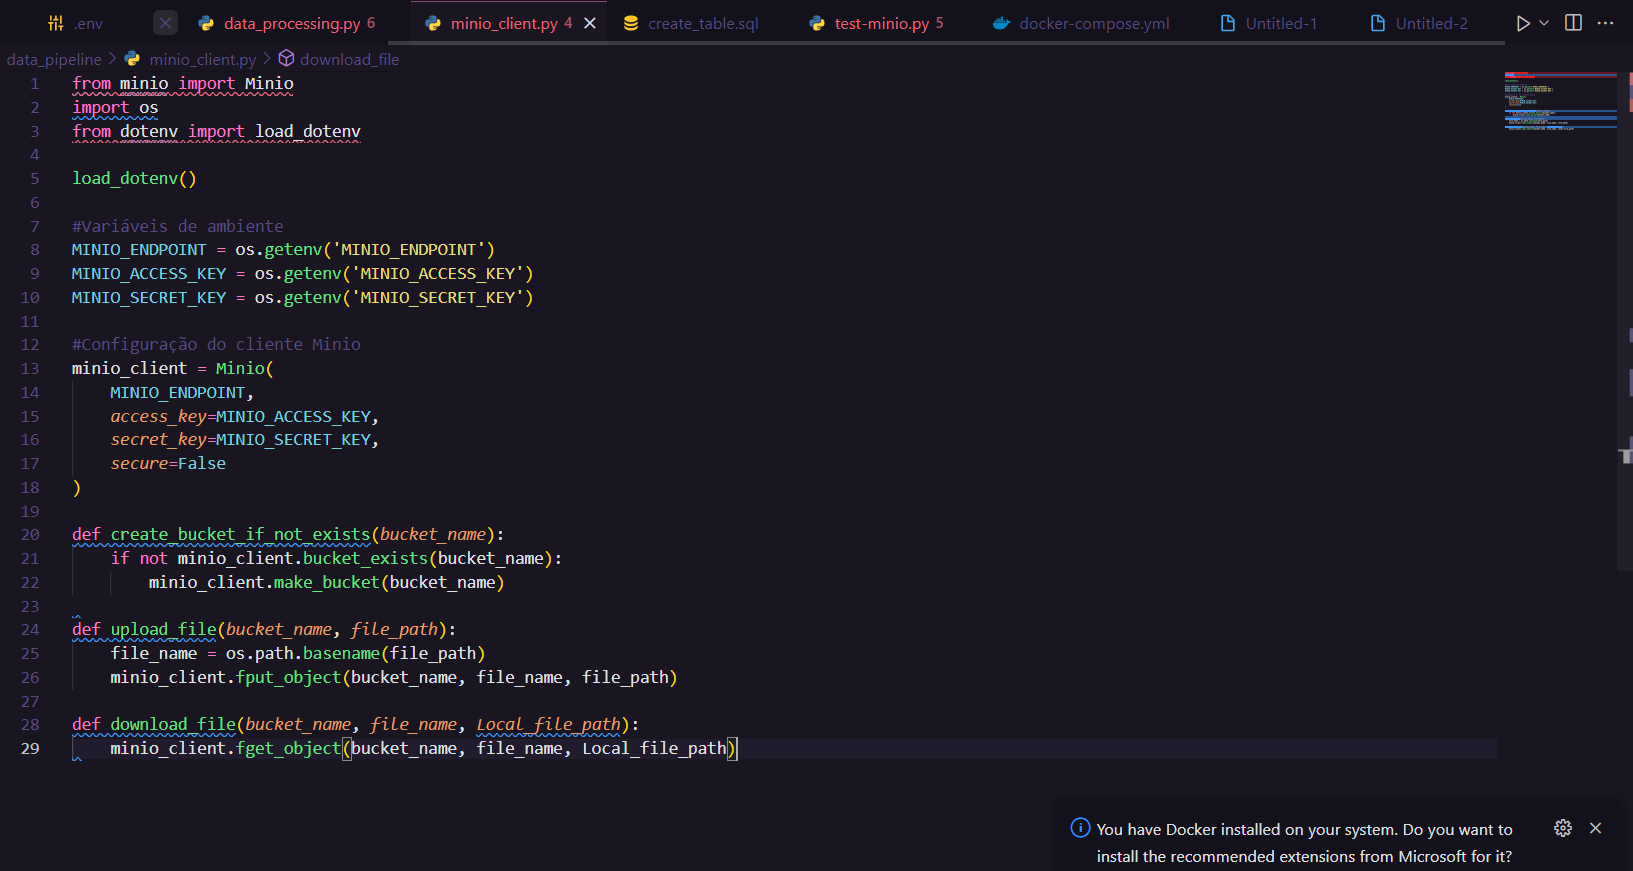 .env data_processing.py 6 minio_client.py 4 create_table.sql test-minio.py 5 docker-compose.yml Untitled-1 Untitled-2
data_pipeline > minio_client.py > download_file
1 from minio import Minio
2 import os
3 from dotenv import load_dotenv
4
5 load_dotenv()
6
7 #Variáveis de ambiente
8 MINIO_ENDPOINT = os.getenv('MINIO_ENDPOINT')
9 MINIO_ACCESS_KEY = os.getenv('MINIO_ACCESS_KEY')
10 MINIO_SECRET_KEY = os.getenv('MINIO_SECRET_KEY')
11
12 #Configuração do cliente Minio
13 minio_client = Minio(
14     MINIO_ENDPOINT,
15     access_key=MINIO_ACCESS_KEY,
16     secret_key=MINIO_SECRET_KEY,
17     secure=False
18 )
19
20 def create_bucket_if_not_exists(bucket_name):
21     if not minio_client.bucket_exists(bucket_name):
22         minio_client.make_bucket(bucket_name)
23
24 def upload_file(bucket_name, file_path):
25     file_name = os.path.basename(file_path)
26     minio_client.fput_object(bucket_name, file_name, file_path)
27
28 def download_file(bucket_name, file_name, Local_file_path):
29     minio_client.fget_object(bucket_name, file_name, Local_file_path)
You have Docker installed on your system. Do you want to
install the recommended extensions from Microsoft for it?